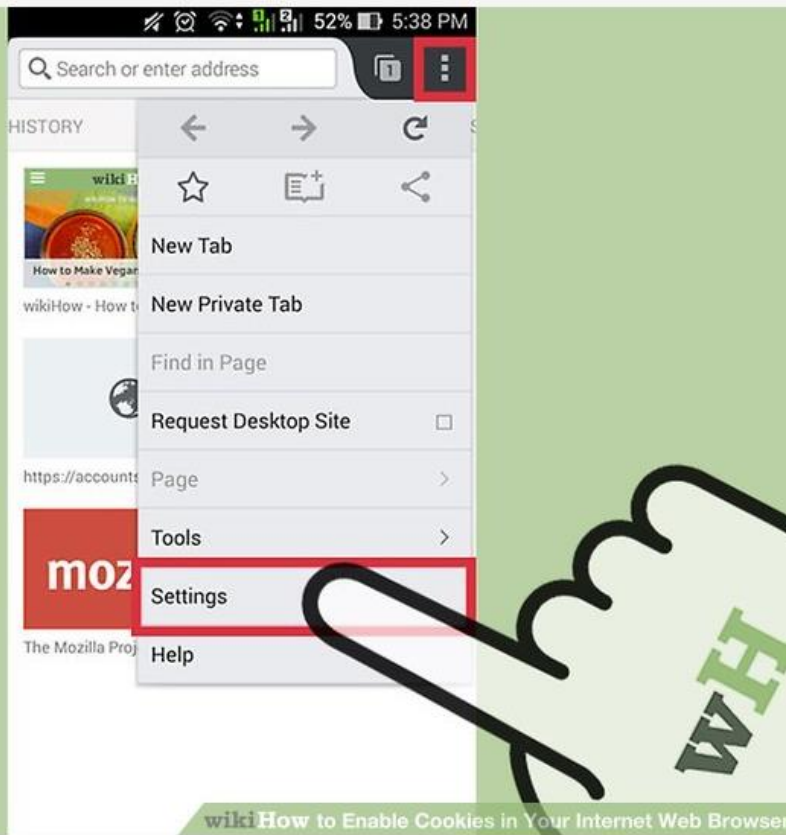 52% 5:38 PM
Search or enter address
1
HISTORY
wikiH
How to Make Vegan
wikiHow - How to
New Tab
New Private Tab
Find in Page
Request Desktop Site
https://accounts
Page
Tools
moz
Settings
The Mozilla Proj
Help
wH
wikiHow to Enable Cookies in Your Internet Web Browser